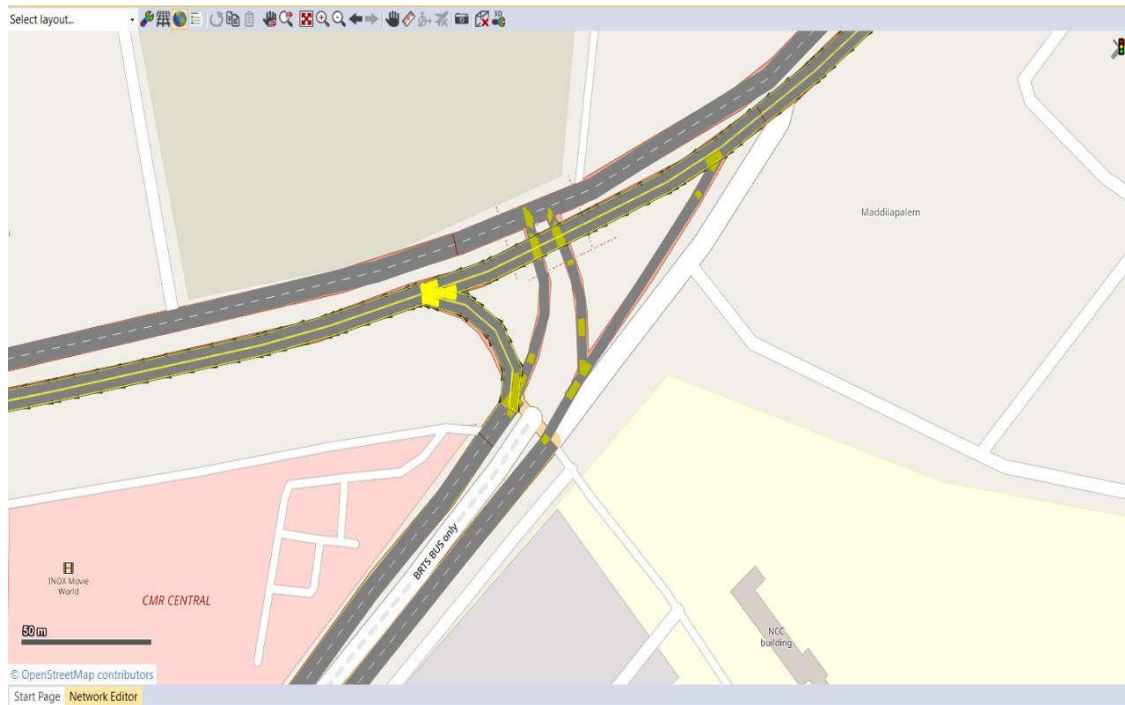 Select layout...
3D
Maddilapalem
BRTS BUS only
INOX Movie
World
CMR CENTRAL
NCC
building
50 m
© OpenStreetMap contributors
Start Page Network Editor